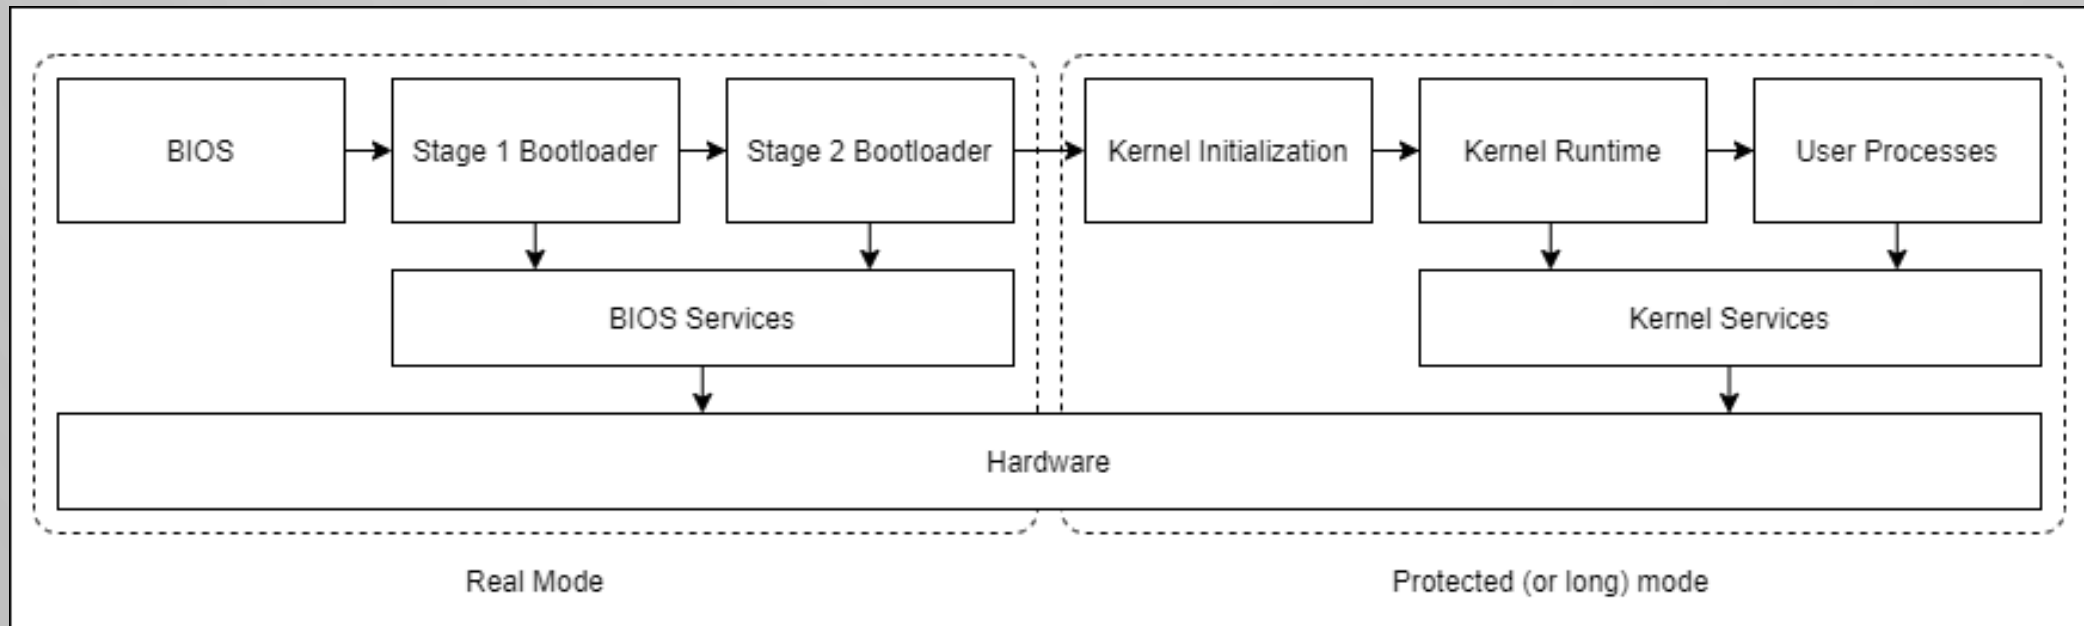 BIOS
Stage 1 Bootloader
Stage 2 Bootloader
Kernel Initialization
Kernel Runtime
User Processes
BIOS Services
Kernel Services
Hardware
Real Mode
Protected (or long) mode